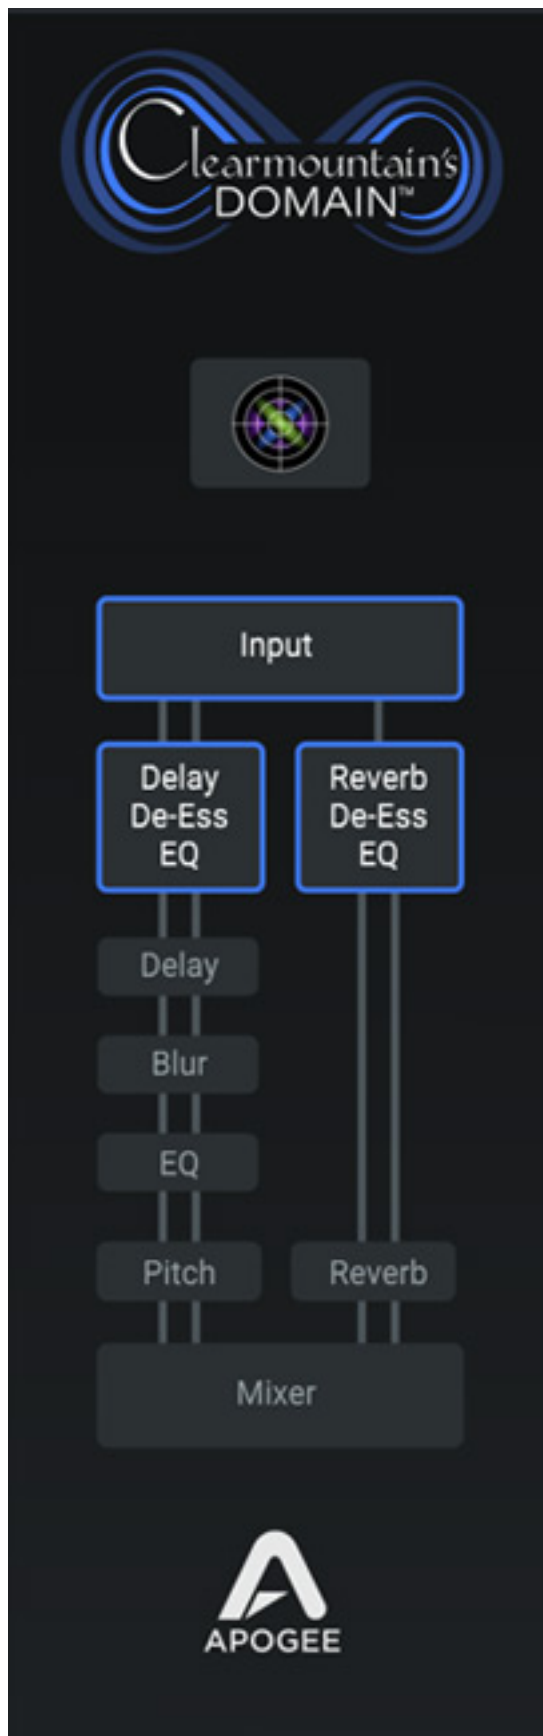 Clearmountain's
DOMAIN™
Input
Delay
De-Ess
EQ
Reverb
De-Ess
EQ
Delay
Blur
EQ
Pitch
Reverb
Mixer
APOGEE